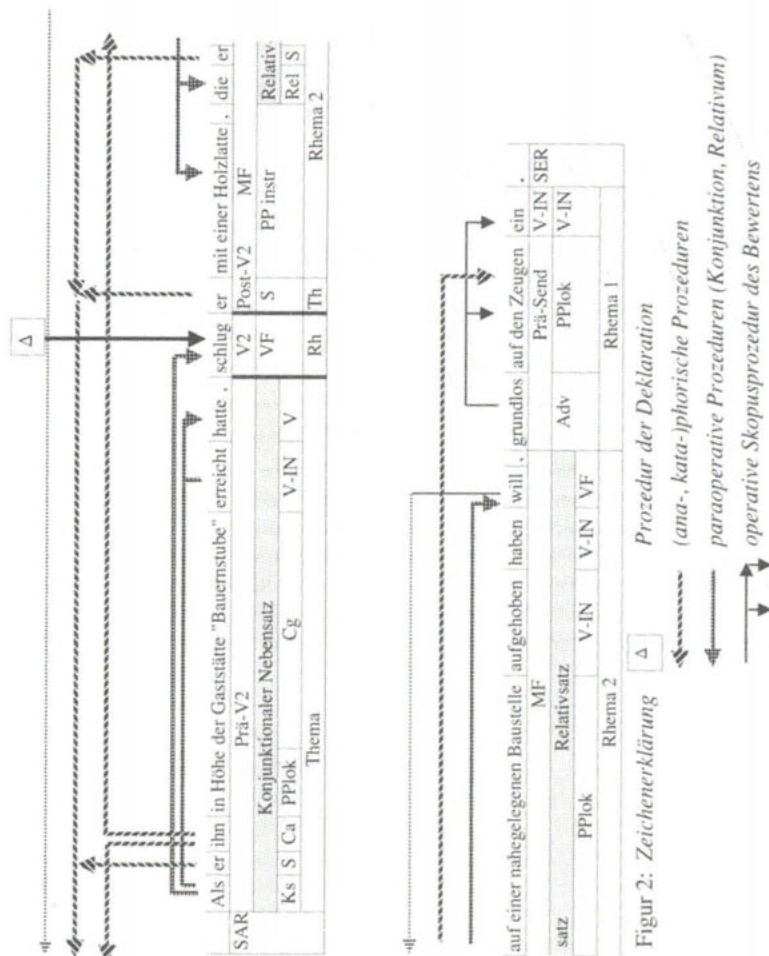 Δ
Als er ihn in Höhe der Gaststätte "Bauernstube" erreicht hatte , schlug er mit einer Holzlatte , die er
SAR Prä-V2 V2 Post-V2 MF
Konjunktionaler Nebensatz VF S PP instr Relativ
Ks S Ca PPlok Cg V-IN V Rel S
Thema Rh Th Rhema 2
auf einer nahegelegenen Baustelle aufgehoben haben will , grundlos auf den Zeugen ein .
MF Prä-Send V-IN SER
satz Relativsatz Adv PPlok V-IN
PPlok V-IN V-IN VF
Rhema 2 Rhema 1
Figur 2: Zeichenerklärung Δ Prozedur der Deklaration
(ana-, kata-)phorische Prozeduren
paraoperative Prozeduren (Konjunktion, Relativum)
operative Skopusprozedur des Bewertens